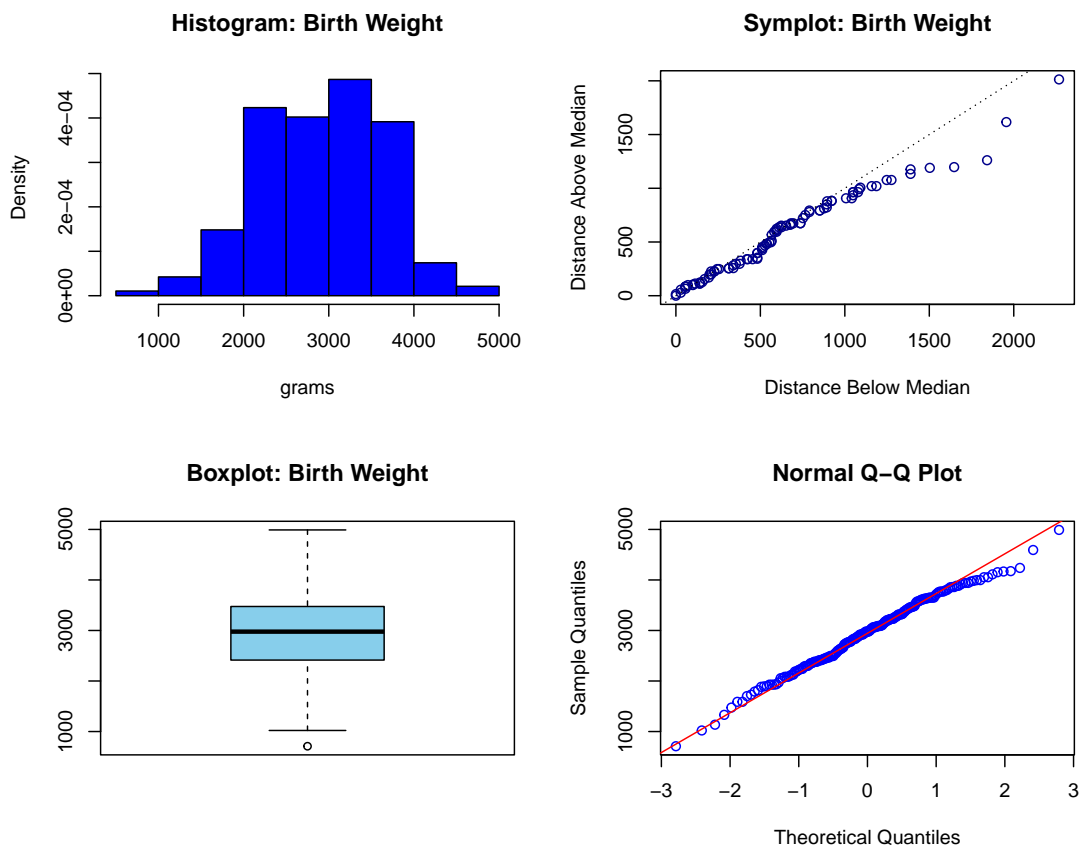 Histogram: Birth Weight
Density
0e+00 2e−04 4e−04
1000 2000 3000 4000 5000
grams
Symplot: Birth Weight
Distance Above Median
0 500 1500
0 500 1000 1500 2000
Distance Below Median
Boxplot: Birth Weight
1000 3000 5000
Normal Q−Q Plot
Sample Quantiles
1000 3000 5000
−3 −2 −1 0 1 2 3
Theoretical Quantiles